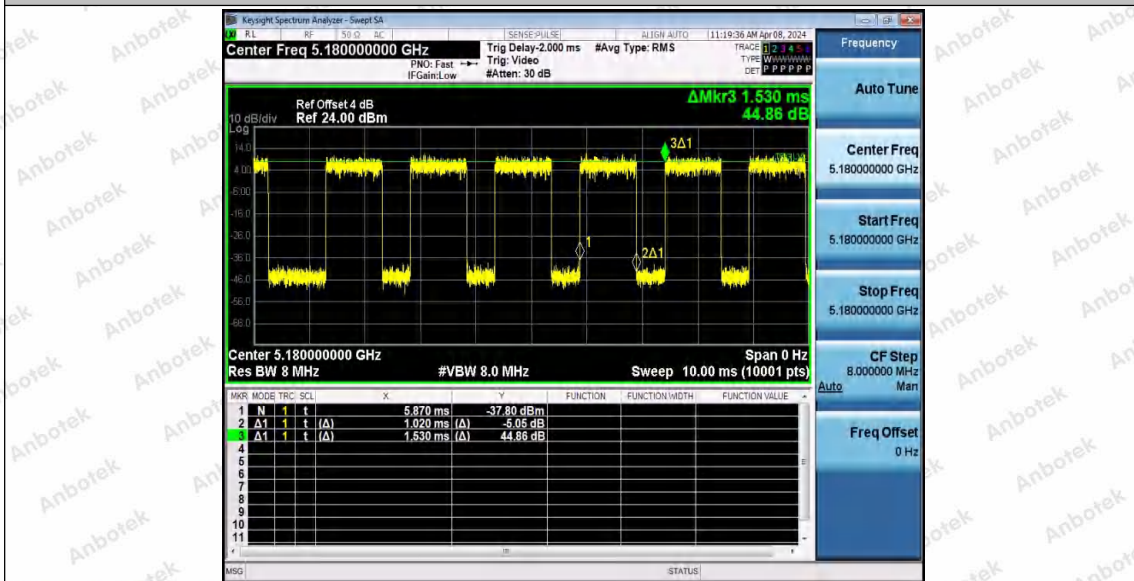 Keysight Spectrum Analyzer - Swept SA
RL RF 50 Ω AC SENSE:PULSE ALIGN AUTO 11:19:36 AM Apr 08, 2024
Center Freq 5.180000000 GHz
PNO: Fast
IFGain:Low
Trig Delay-2.000 ms
Trig: Video
#Atten: 30 dB
#Avg Type: RMS
TRACE 1 2 3 4 5 6
TYPE WWWWWW
DET P P P P P P
Ref Offset 4 dB
10 dB/div Ref 24.00 dBm
Log
ΔMkr3 1.530 ms
44.86 dB
14.0
4.00
-6.00
-16.0
-26.0
-36.0
-46.0
-56.0
-66.0
3Δ1
1
2Δ1
Center 5.180000000 GHz Span 0 Hz
Res BW 8 MHz #VBW 8.0 MHz Sweep 10.00 ms (10001 pts)
MKR MODE TRC SCL X Y FUNCTION FUNCTION WIDTH FUNCTION VALUE
1 N 1 t 5.870 ms -37.80 dBm
2 Δ1 1 t (Δ) 1.020 ms (Δ) -5.05 dB
3 Δ1 1 t (Δ) 1.530 ms (Δ) 44.86 dB
4
5
6
7
8
9
10
11
MSG STATUS
Frequency
Auto Tune
Center Freq
5.180000000 GHz
Start Freq
5.180000000 GHz
Stop Freq
5.180000000 GHz
CF Step
8.000000 MHz
Auto Man
Freq Offset
0 Hz
Anbotek